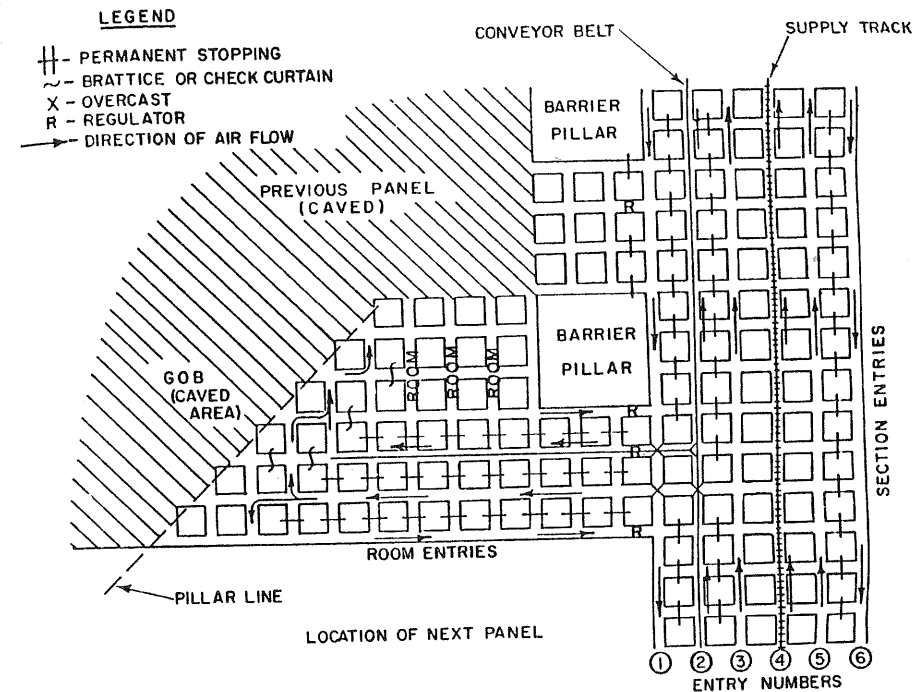 LEGEND
- PERMANENT STOPPING
~ - BRATTICE OR CHECK CURTAIN
X - OVERCAST
R - REGULATOR
- DIRECTION OF AIR FLOW
CONVEYOR BELT
SUPPLY TRACK
BARRIER
PILLAR
PREVIOUS PANEL
(CAVED)
R
BARRIER
PILLAR
GOB
(CAVED
AREA)
ROOM
ROOM
ROOM
R
R
R
SECTION ENTRIES
ROOM ENTRIES
PILLAR LINE
LOCATION OF NEXT PANEL
1 2 3 4 5 6
ENTRY NUMBERS